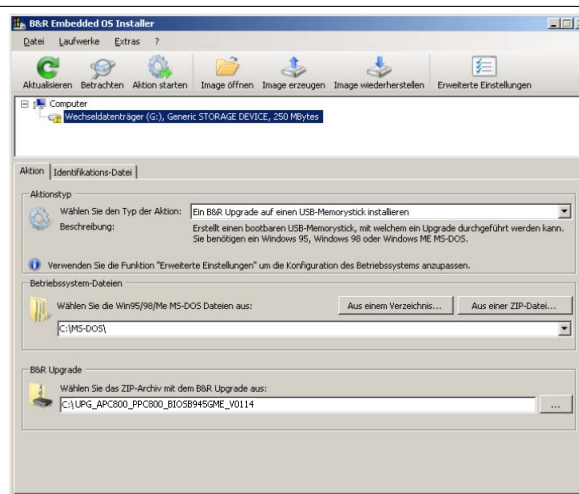 B&R Embedded OS Installer
Datei Laufwerke Extras ?
Aktualisieren Betrachten Aktion starten Image öffnen Image erzeugen Image wiederherstellen Erweiterte Einstellungen
Computer
Wechseldatenträger (G:), Generic STORAGE DEVICE, 250 MBytes
Aktion Identifikations-Datei
Aktionstyp
Wählen Sie den Typ der Aktion: Ein B&R Upgrade auf einen USB-Memorystick installieren
Beschreibung: Erstellt einen bootbaren USB-Memorystick, mit welchem ein Upgrade durchgeführt werden kann.
Sie benötigen ein Windows 95, Windows 98 oder Windows ME MS-DOS.
Verwenden Sie die Funktion "Erweiterte Einstellungen" um die Konfiguration des Betriebssystems anzupassen.
Betriebssystem-Dateien
Wählen Sie die Win95/98/Me MS-DOS Dateien aus: Aus einem Verzeichnis... Aus einer ZIP-Datei...
C:\MS-DOS\
B&R Upgrade
Wählen Sie das ZIP-Archiv mit dem B&R Upgrade aus:
C:\UPG_APC800_PPC800_BIOSB945GME_V0114 ...